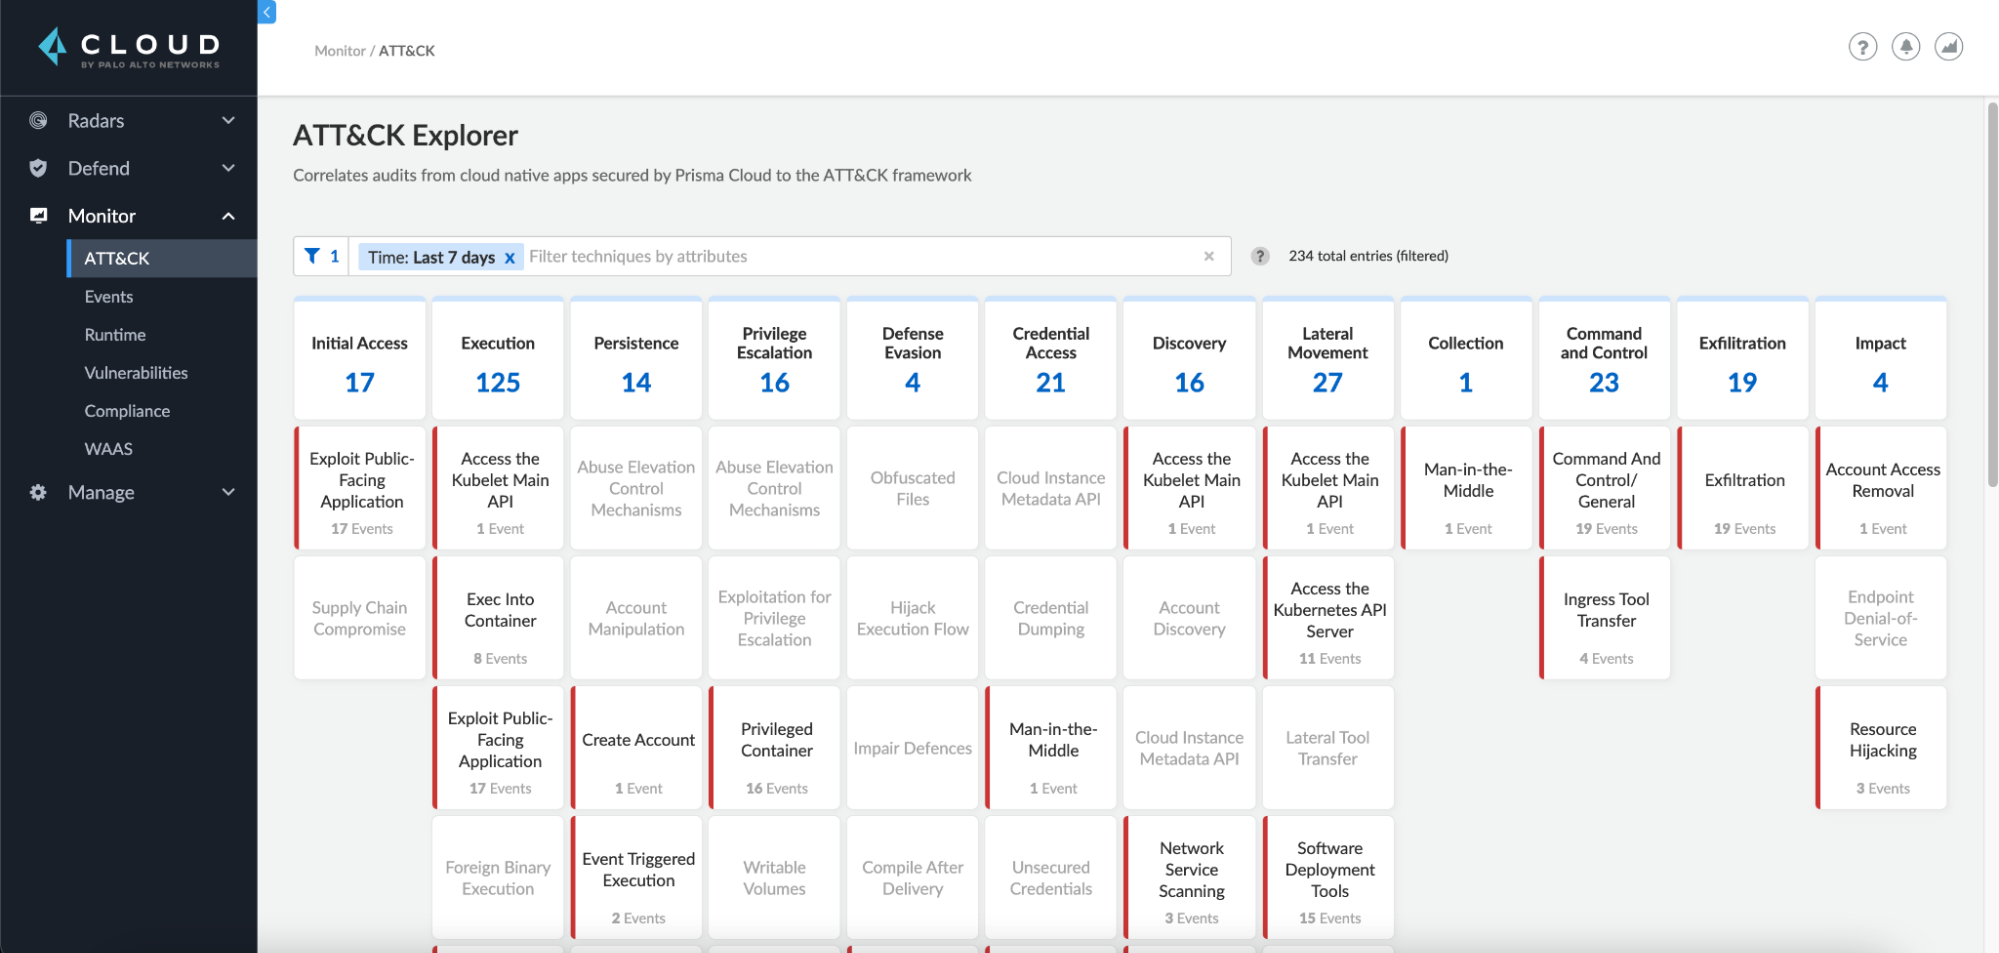 CLOUD
BY PALO ALTO NETWORKS
Monitor / ATT&CK
?
Radars
Defend
Monitor
ATT&CK
Events
Runtime
Vulnerabilities
Compliance
WAAS
Manage
ATT&CK Explorer
Correlates audits from cloud native apps secured by Prisma Cloud to the ATT&CK framework
1
Time: Last 7 days x
Filter techniques by attributes
×
?
234 total entries (filtered)
Initial Access
17
Execution
125
Persistence
14
Privilege
Escalation
16
Defense
Evasion
4
Credential
Access
21
Discovery
16
Lateral
Movement
27
Collection
1
Command
and Control
23
Exfilitration
19
Impact
4
Exploit Public-
Facing
Application
17 Events
Access the
Kubelet Main
API
1 Event
Abuse Elevation
Control
Mechanisms
Abuse Elevation
Control
Mechanisms
Obfuscated
Files
Cloud Instance
Metadata API
Access the
Kubelet Main
API
1 Event
Access the
Kubelet Main
API
1 Event
Man-in-the-
Middle
1 Event
Command And
Control/
General
19 Events
Exfiltration
19 Events
Account Access
Removal
1 Event
Supply Chain
Compromise
Exec Into
Container
8 Events
Account
Manipulation
Exploitation for
Privilege
Escalation
Hijack
Execution Flow
Credential
Dumping
Account
Discovery
Access the
Kubernetes API
Server
11 Events
Ingress Tool
Transfer
4 Events
Endpoint
Denial-of-
Service
Exploit Public-
Facing
Application
17 Events
Create Account
1 Event
Privileged
Container
16 Events
Impair Defences
Man-in-the-
Middle
1 Event
Cloud Instance
Metadata API
Lateral Tool
Transfer
Resource
Hijacking
3 Events
Foreign Binary
Execution
Event Triggered
Execution
2 Events
Writable
Volumes
Compile After
Delivery
Unsecured
Credentials
Network
Service
Scanning
3 Events
Software
Deployment
Tools
15 Events